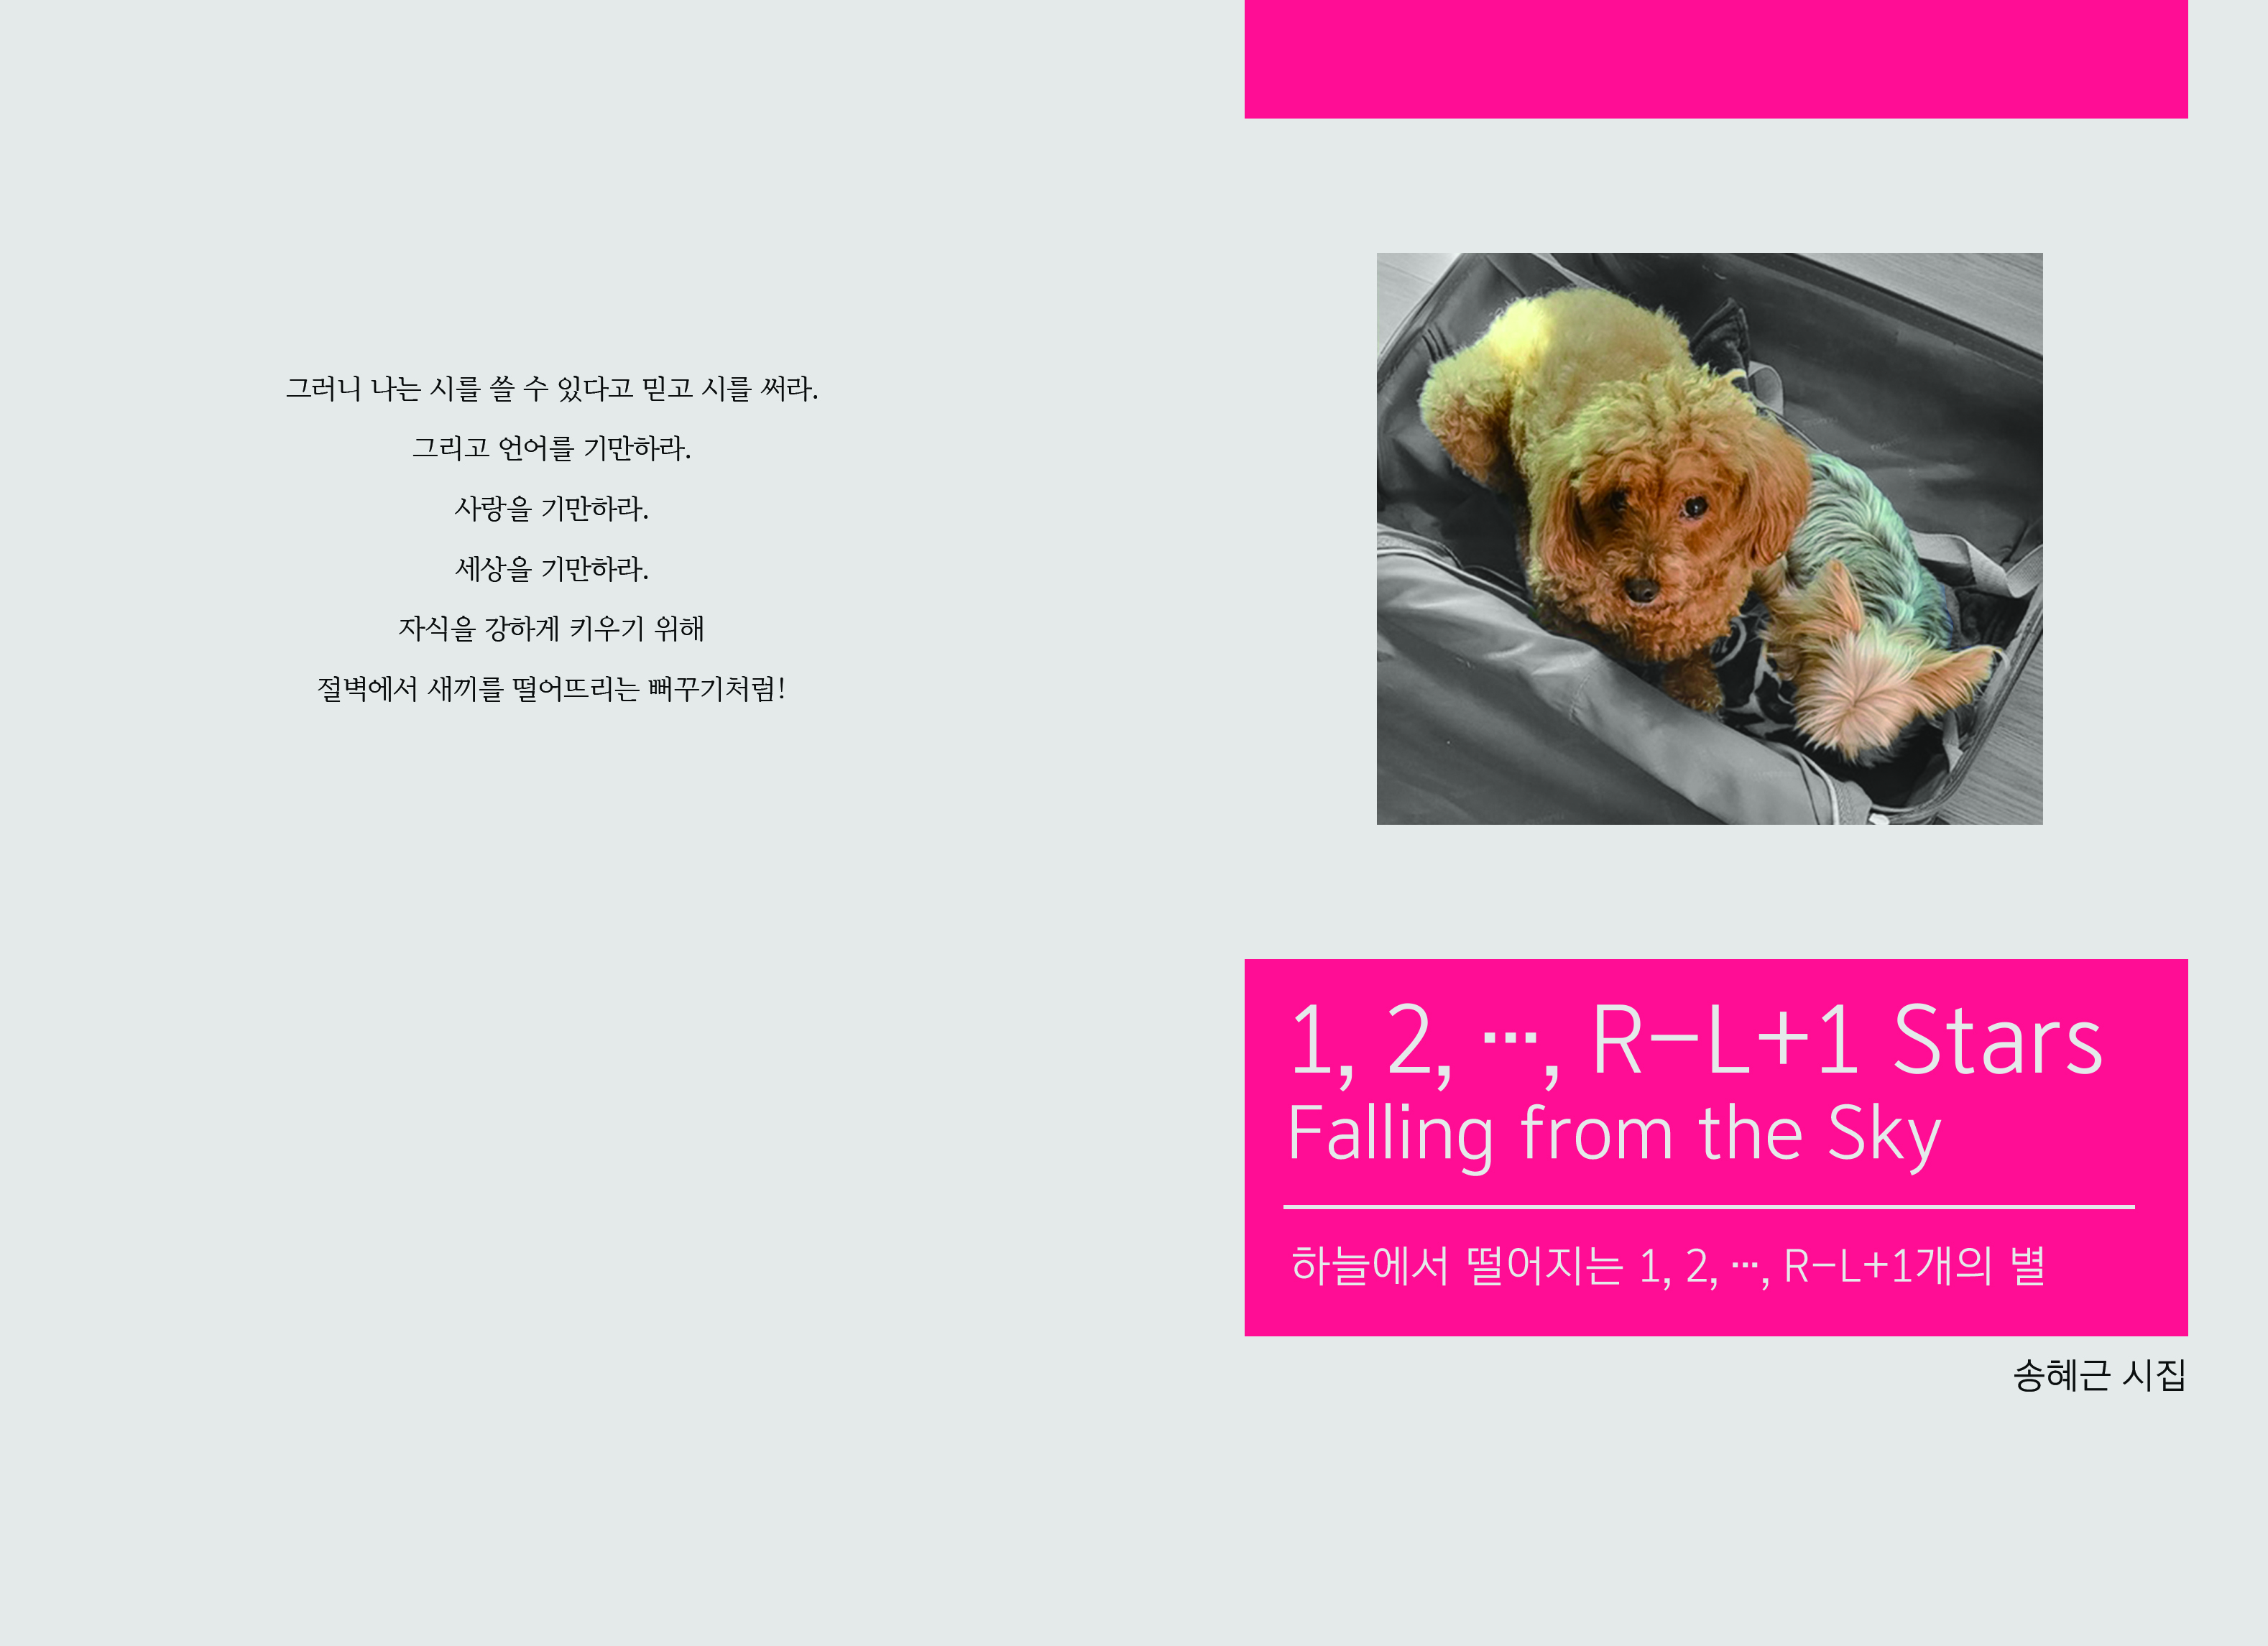 그러니 나는 시를 쓸 수 있다고 믿고 시를 써라.
그리고 언어를 기만하라.
사랑을 기만하라.
세상을 기만하라.
자식을 강하게 키우기 위해
절벽에서 새끼를 떨어뜨리는 뻐꾸기처럼!
1, 2, ···, R-L+1 Stars
Falling from the Sky
하늘에서 떨어지는 1, 2, ···, R-L+1개의 별
송혜근 시집